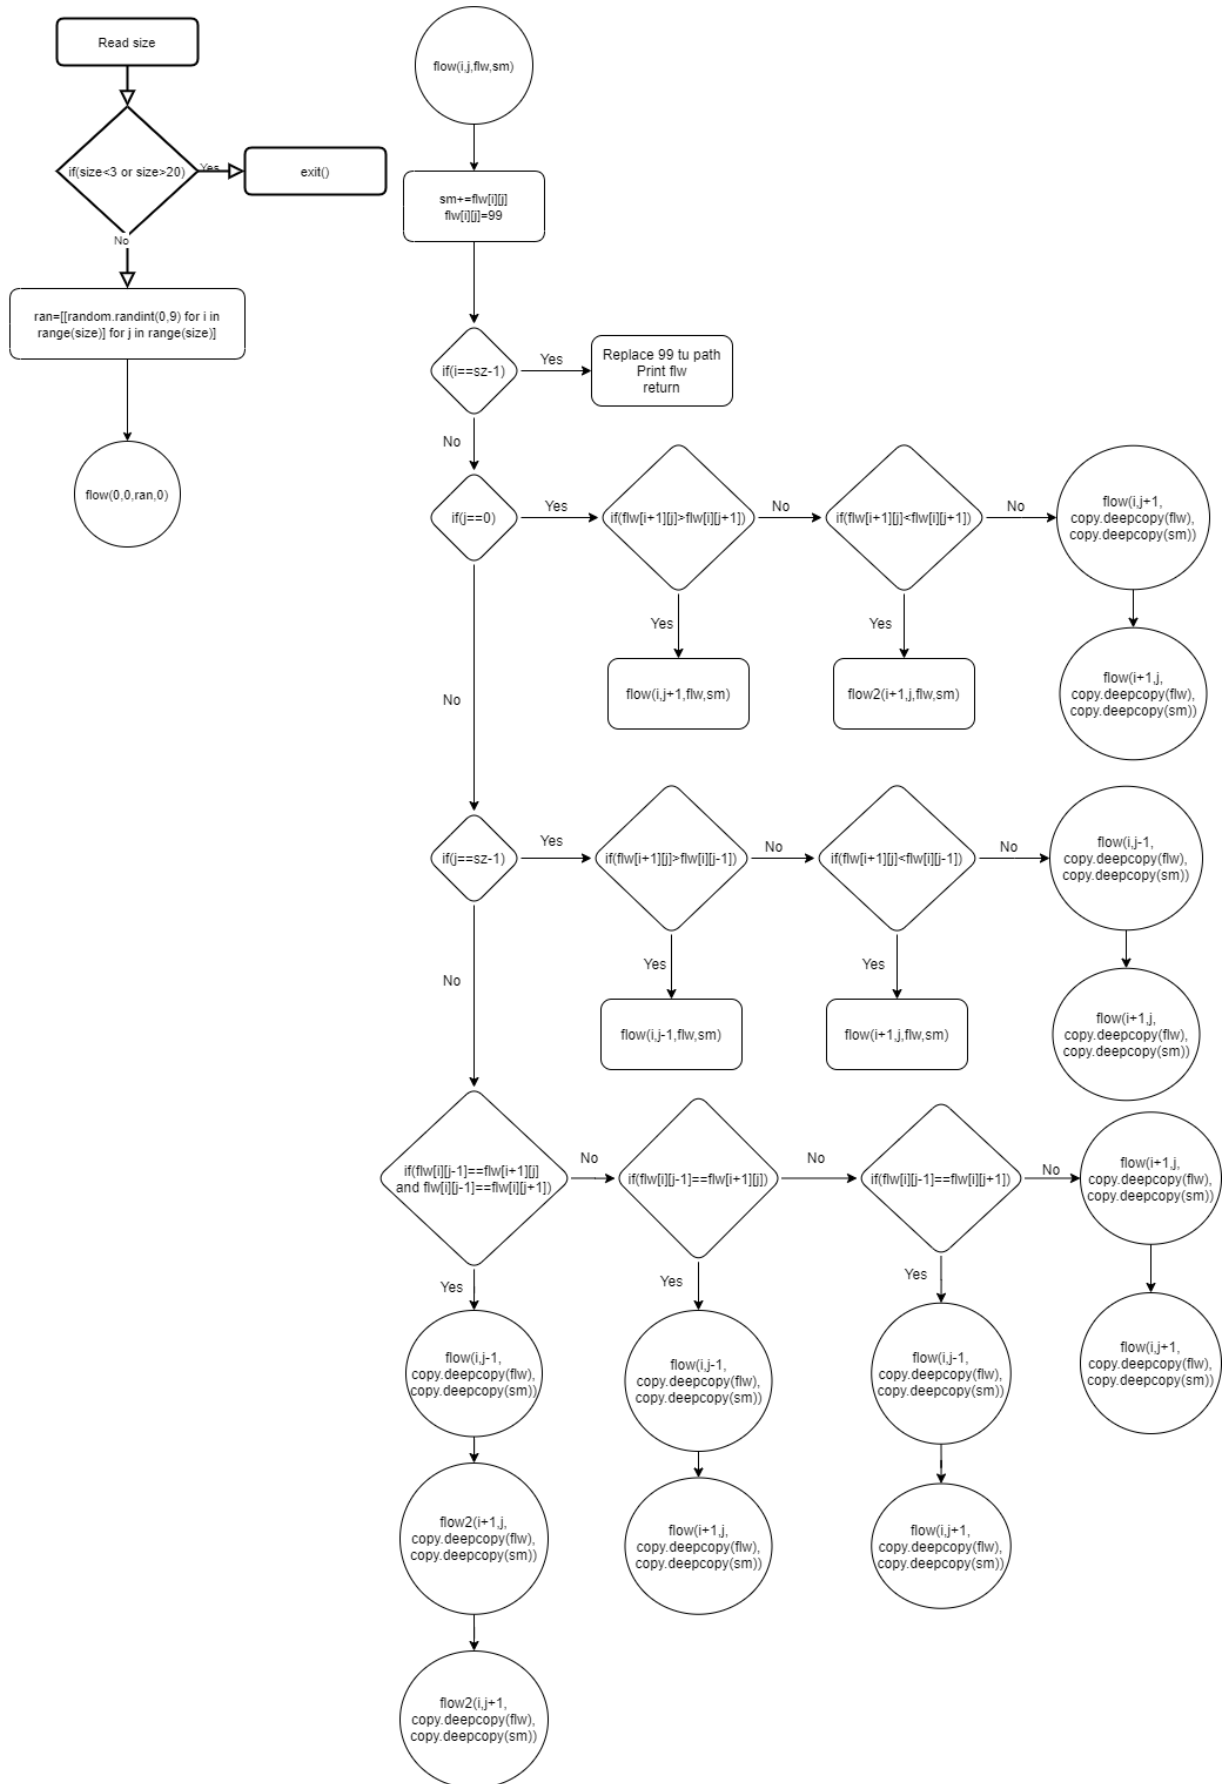 Read size
if(size<3 or size>20)
Yes
exit()
No
ran=[[random.randint(0,9) for i in
range(size)] for j in range(size)]
flow(0,0,ran,0)
flow(i,j,flw,sm)
sm+=flw[i][j]
flw[i][j]=99
if(i==sz-1)
Yes
Replace 99 tu path
Print flw
return
No
if(j==0)
Yes
if(flw[i+1][j]>flw[i][j+1])
No
if(flw[i+1][j]<flw[i][j+1])
No
flow(i,j+1,
copy.deepcopy(flw),
copy.deepcopy(sm))
Yes
flow(i,j+1,flw,sm)
Yes
flow2(i+1,j,flw,sm)
flow(i+1,j,
copy.deepcopy(flw),
copy.deepcopy(sm))
No
if(j==sz-1)
Yes
if(flw[i+1][j]>flw[i][j-1])
No
if(flw[i+1][j]<flw[i][j-1])
No
flow(i,j-1,
copy.deepcopy(flw),
copy.deepcopy(sm))
Yes
flow(i,j-1,flw,sm)
Yes
flow(i+1,j,flw,sm)
flow(i+1,j,
copy.deepcopy(flw),
copy.deepcopy(sm))
No
if(flw[i][j-1]==flw[i+1][j]
and flw[i][j-1]==flw[i][j+1])
No
if(flw[i][j-1]==flw[i+1][j])
No
if(flw[i][j-1]==flw[i][j+1])
No
flow(i+1,j,
copy.deepcopy(flw),
copy.deepcopy(sm))
flow(i,j+1,
copy.deepcopy(flw),
copy.deepcopy(sm))
Yes
flow(i,j-1,
copy.deepcopy(flw),
copy.deepcopy(sm))
flow2(i+1,j,
copy.deepcopy(flw),
copy.deepcopy(sm))
flow2(i,j+1,
copy.deepcopy(flw),
copy.deepcopy(sm))
Yes
flow(i,j-1,
copy.deepcopy(flw),
copy.deepcopy(sm))
flow(i+1,j,
copy.deepcopy(flw),
copy.deepcopy(sm))
Yes
flow(i,j-1,
copy.deepcopy(flw),
copy.deepcopy(sm))
flow(i,j+1,
copy.deepcopy(flw),
copy.deepcopy(sm))